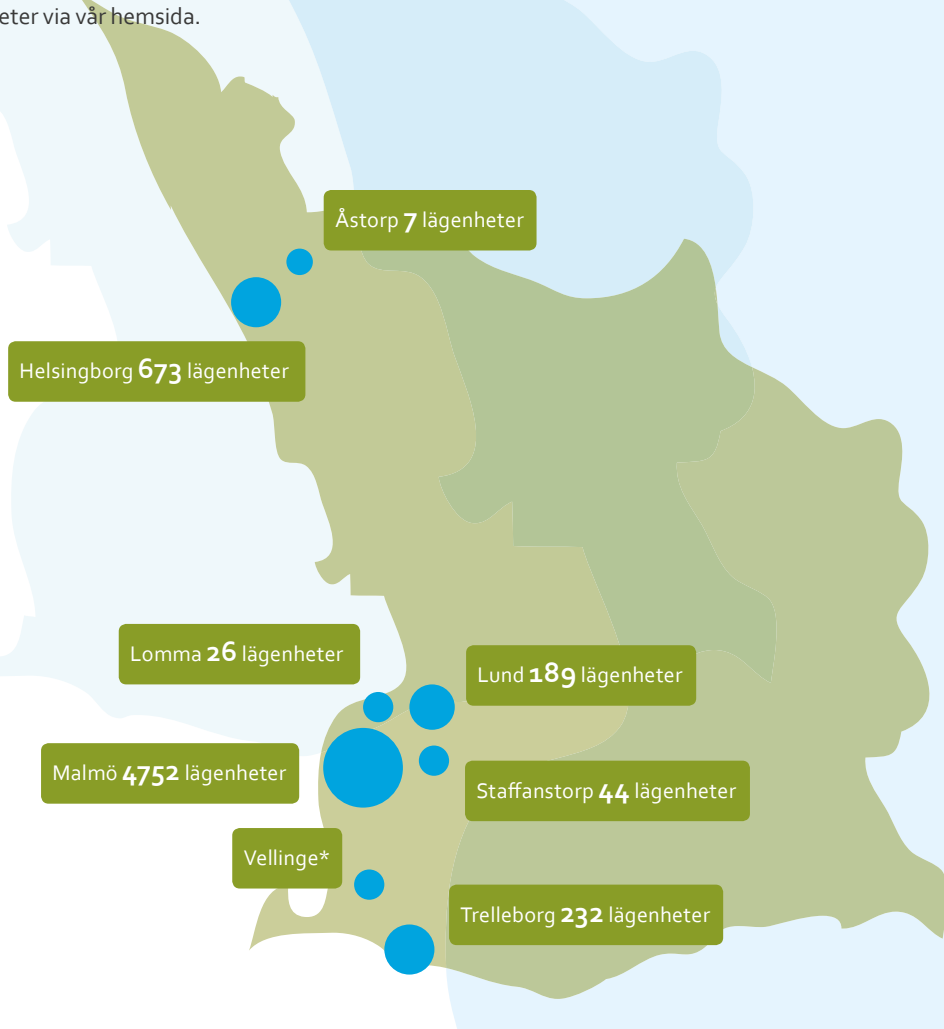 via vår hemsida.
Åstorp 7 lägenheter
Helsingborg 673 lägenheter
Lomma 26 lägenheter
Lund 189 lägenheter
Malmö 4752 lägenheter
Staffanstorp 44 lägenheter
Vellinge*
Trelleborg 232 lägenheter